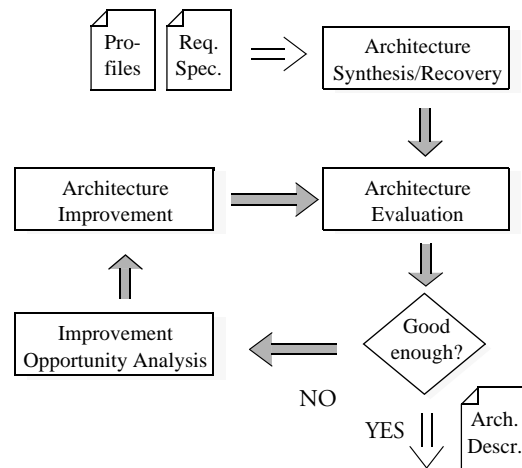 Pro-
files
Req.
Spec.
Architecture
Synthesis/Recovery
Architecture
Improvement
Architecture
Evaluation
Improvement
Opportunity Analysis
Good
enough?
NO
YES
Arch.
Descr.